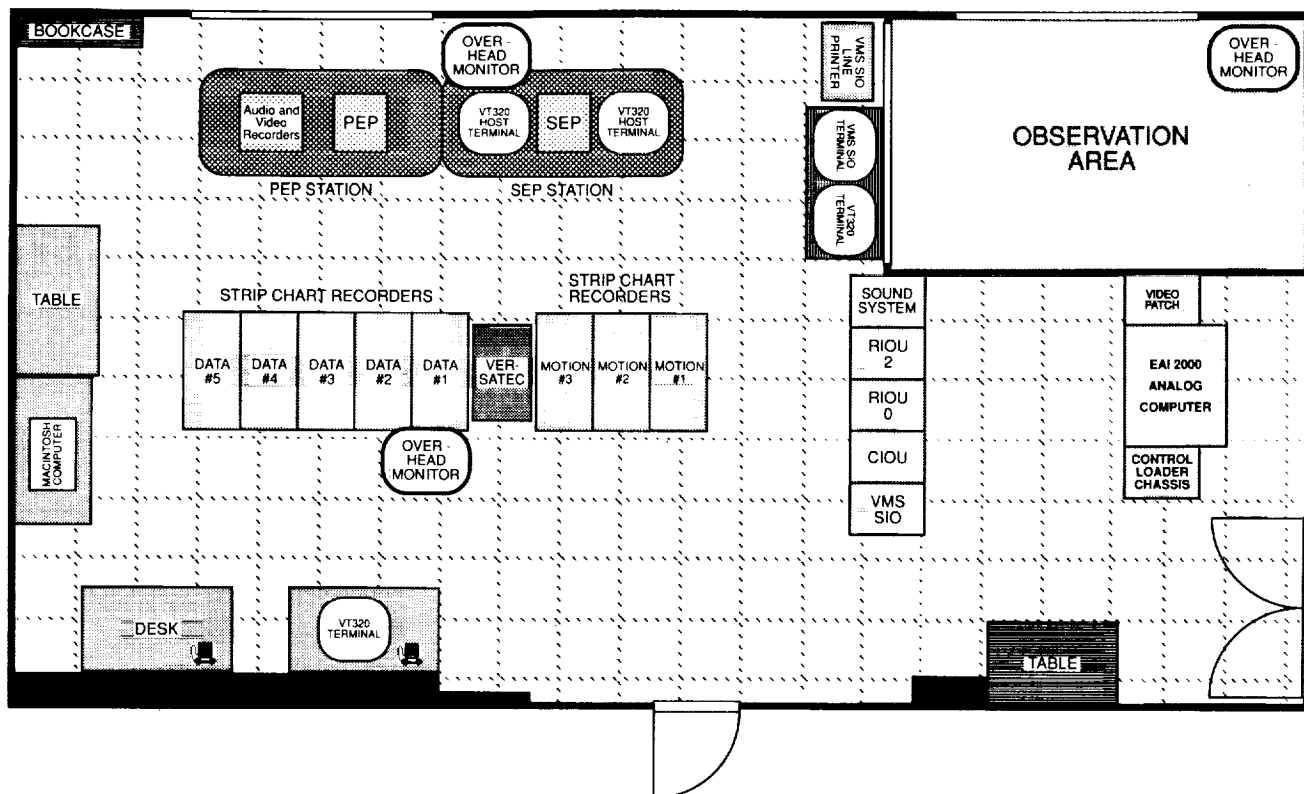 BOOKCASE
OVER -
HEAD
MONITOR
VMS SIO
LINE
PRINTER
OVER -
HEAD
MONITOR
Audio and
Video
Recorders
PEP
VT320
HOST
TERMINAL
SEP
VT320
HOST
TERMINAL
PEP STATION
SEP STATION
VMS SIO
TERMINAL
VT320
TERMINAL
OBSERVATION
AREA
TABLE
STRIP CHART RECORDERS
STRIP CHART
RECORDERS
DATA
#5
DATA
#4
DATA
#3
DATA
#2
DATA
#1
VER-
SATEC
MOTION
#3
MOTION
#2
MOTION
#1
SOUND
SYSTEM
RIOU
2
RIOU
0
CIOU
VMS
SIO
VIDEO
PATCH
EAI 2000
ANALOG
COMPUTER
CONTROL
LOADER
CHASSIS
MACINTOSH
COMPUTER
OVER -
HEAD
MONITOR
DESK
VT320
TERMINAL
TABLE